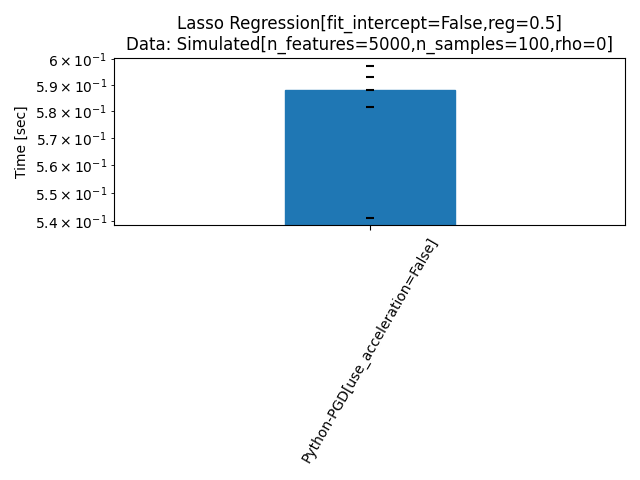 Lasso Regression[fit_intercept=False,reg=0.5]
Data: Simulated[n_features=5000,n_samples=100,rho=0]
Time [sec]
6 × 10⁻¹
5.9 × 10⁻¹
5.8 × 10⁻¹
5.7 × 10⁻¹
5.6 × 10⁻¹
5.5 × 10⁻¹
5.4 × 10⁻¹
Python-PGD[use_acceleration=False]